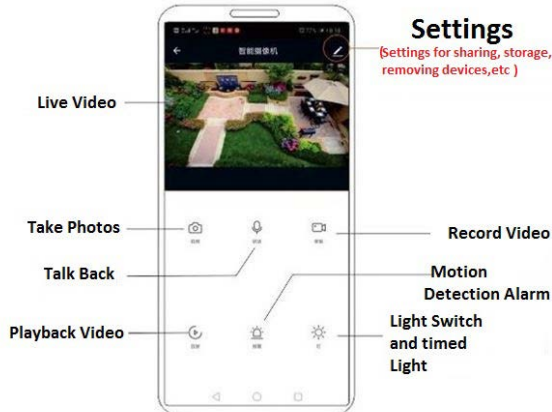 Settings
(Settings for sharing, storage,
removing devices,etc )
智能摄像机
Live Video
Take Photos
Record Video
Talk Back
Motion
Detection Alarm
Playback Video
Light Switch
and timed
Light